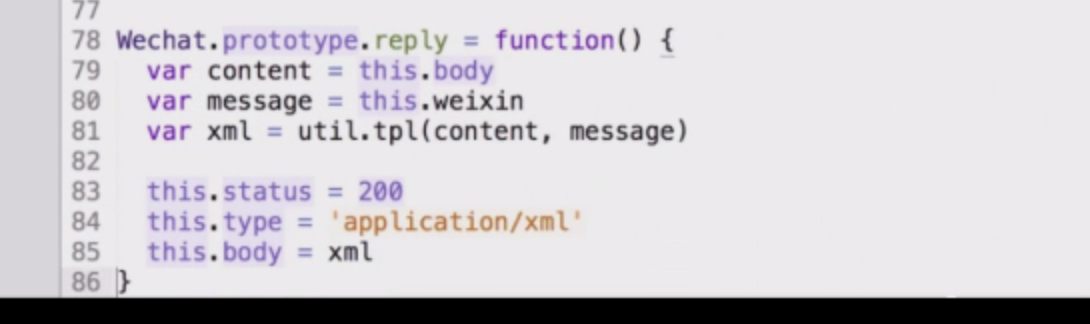 77
78 Wechat.prototype.reply = function() {
79   var content = this.body
80   var message = this.weixin
81   var xml = util.tpl(content, message)
82
83   this.status = 200
84   this.type = 'application/xml'
85   this.body = xml
86 }